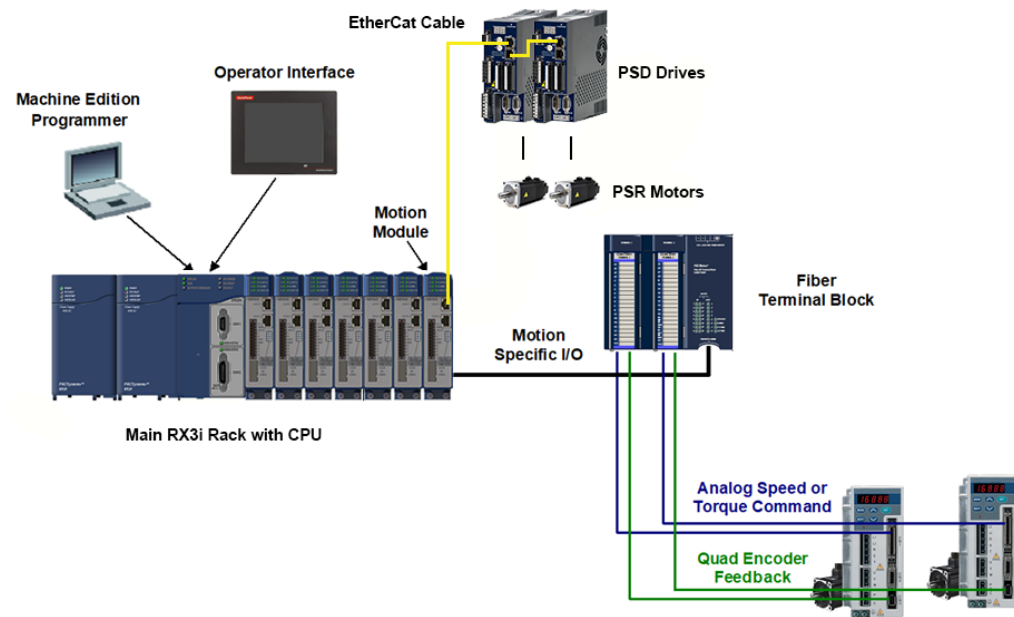 EtherCat Cable
Operator Interface
PSD Drives
Machine Edition
Programmer
PSR Motors
Motion
Module
Fiber
Terminal Block
Motion
Specific I/O
Main RX3i Rack with CPU
Analog Speed or
Torque Command
Quad Encoder
Feedback